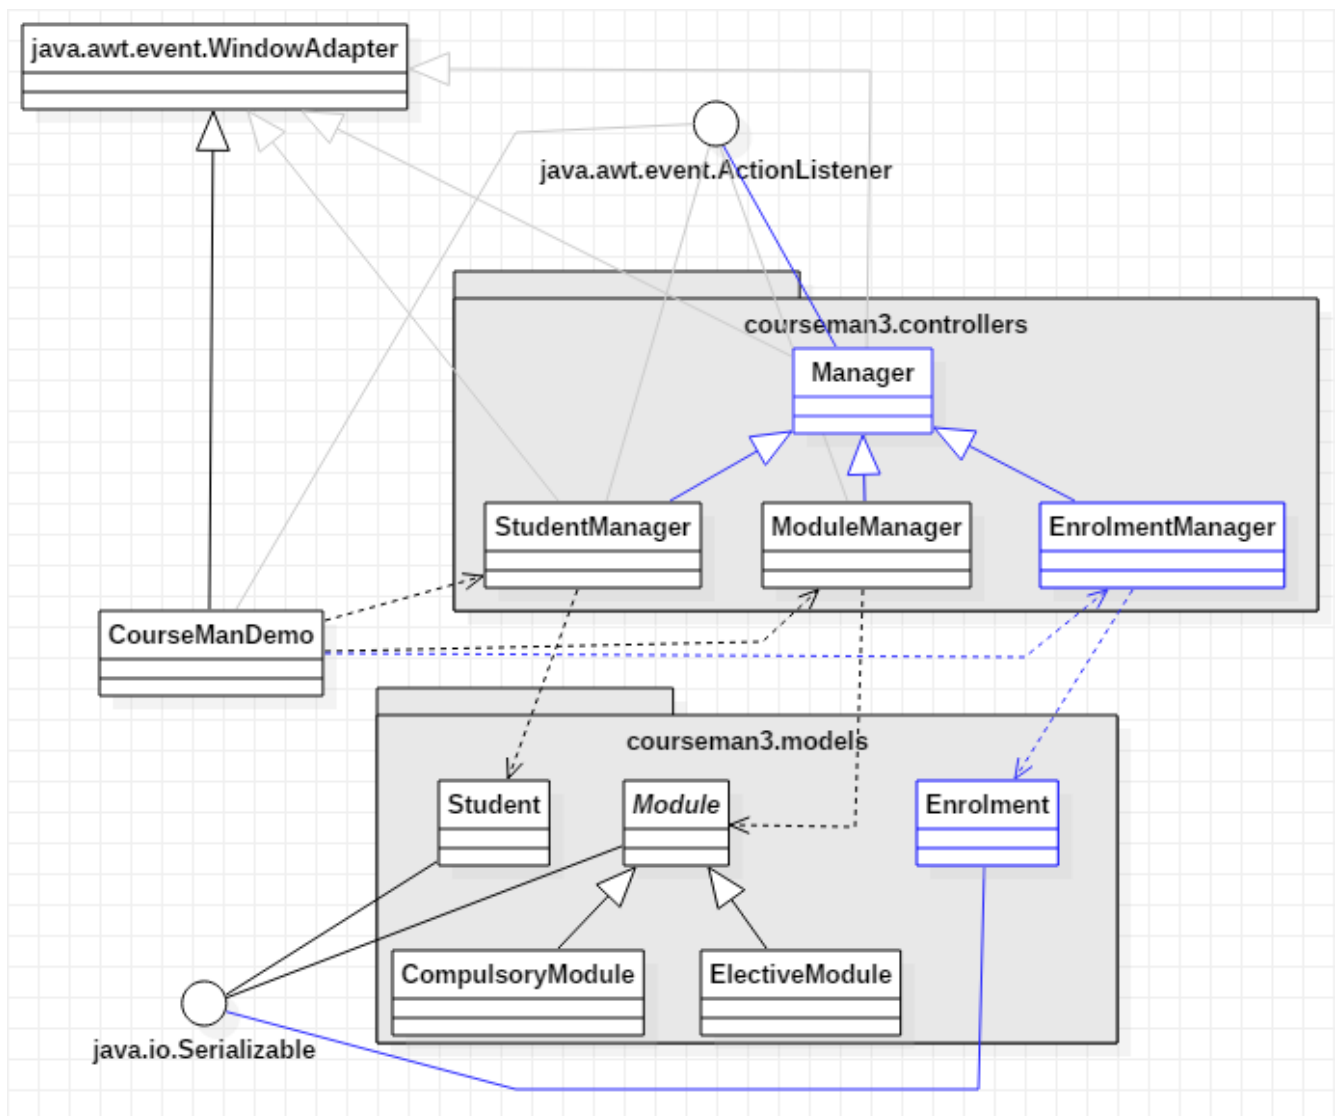 java.awt.event.WindowAdapter
java.awt.event.ActionListener
courseman3.controllers
Manager
StudentManager
ModuleManager
EnrolmentManager
CourseManDemo
courseman3.models
Student
Module
Enrolment
CompulsoryModule
ElectiveModule
java.io.Serializable